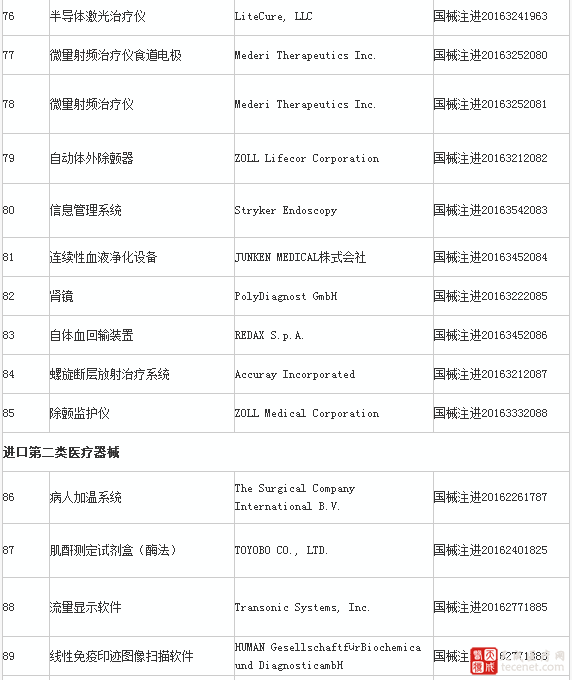 76 半导体激光治疗仪 LiteCure, LLC 国械注进20163241963
77 微量射频治疗仪食道电极 Mederi Therapeutics Inc. 国械注进20163252080
78 微量射频治疗仪 Mederi Therapeutics Inc. 国械注进20163252081
79 自动体外除颤器 ZOLL Lifecor Corporation 国械注进20163212082
80 信息管理系统 Stryker Endoscopy 国械注进20163542083
81 连续性血液净化设备 JUNKEN MEDICAL株式会社 国械注进20163452084
82 肾镜 PolyDiagnost GmbH 国械注进20163222085
83 自体血回输装置 REDAX S.p.A. 国械注进20163452086
84 螺旋断层放射治疗系统 Accuray Incorporated 国械注进20163212087
85 除颤监护仪 ZOLL Medical Corporation 国械注进20163332088
进口第二类医疗器械
86 病人加温系统 The Surgical Company
International B.V. 国械注进20162261787
87 肌酐测定试剂盒（酶法） TOYOBO CO., LTD. 国械注进20162401825
88 流量显示软件 Transonic Systems, Inc. 国械注进20162771885
89 线性免疫印迹图像扫描软件 HUMAN GesellschaftfürBiochemica
und DiagnosticambH 国械注
recenet.com